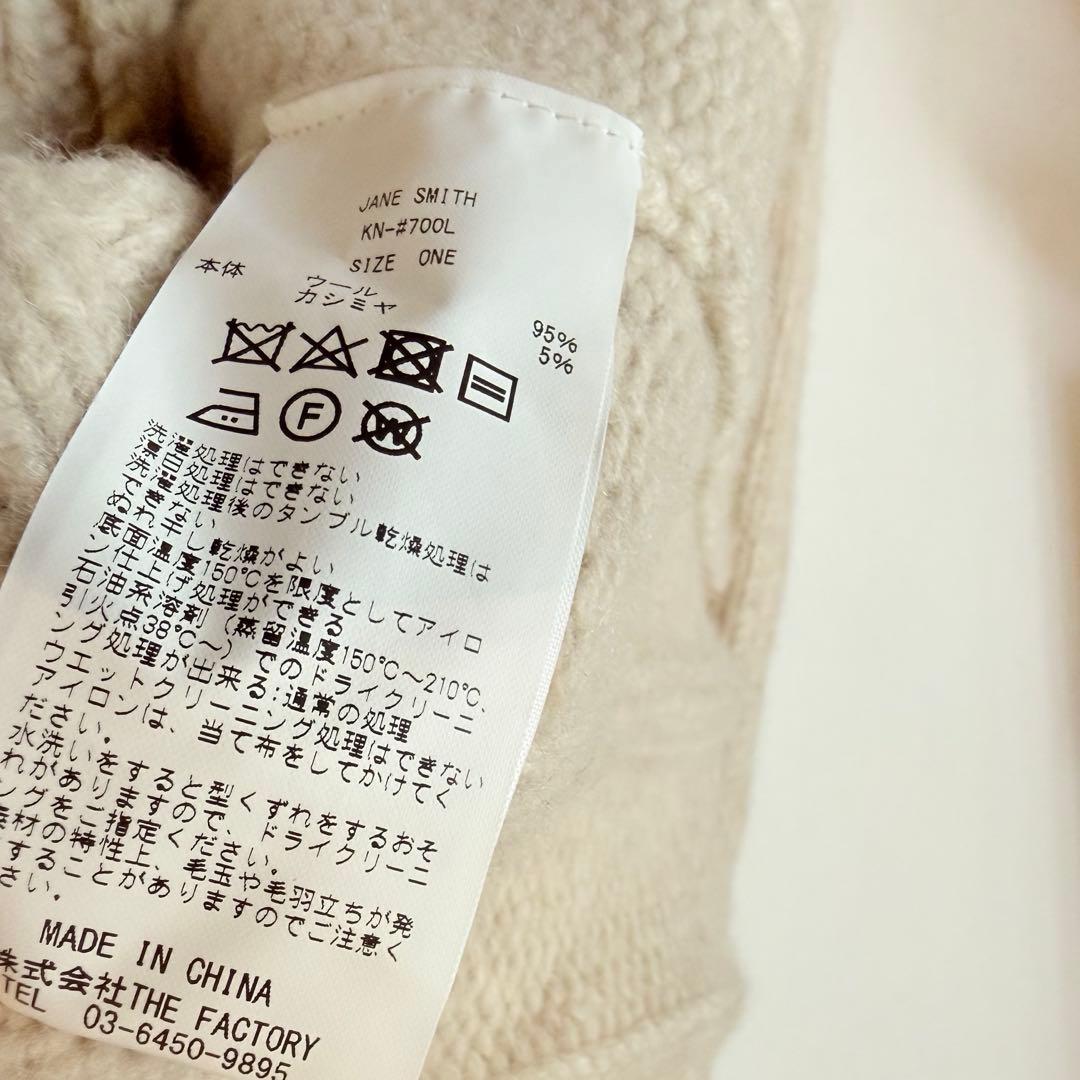 JANE SMITH
KN-#700L
SIZE ONE
本体 ウール 95%
カシミヤ 5%
F
W
洗濯処理はできない
漂白処理はできない
洗濯処理後のタンブル乾燥処理は
できない
ぬれ平干し乾燥がよい
底面温度150℃を限度としてアイロ
ン仕上げ処理ができる
石油系溶剤(蒸留温度150℃~210℃、
引火点38℃~)でのドライクリーニ
ング処理が出来る:通常の処理
ウエットクリーニング処理はできない
アイロンは、当て布をしてかけてく
ださい。
水洗いをすると型くずれをするおそ
れがありますので、ドライクリーニ
ングをご指定ください。
素材の特性上、毛玉や毛羽立ちが発
することがありますのでご注意く
さい。
MADE IN CHINA
株式会社THE FACTORY
TEL 03-6450-9895